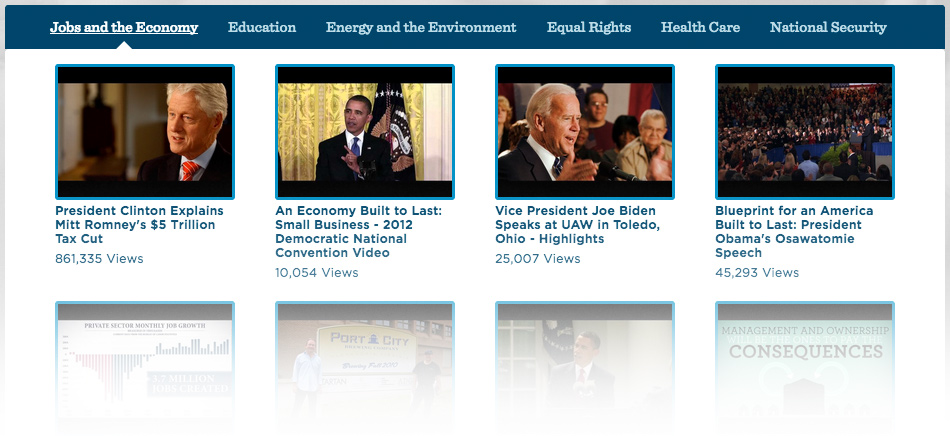 Jobs and the Economy Education Energy and the Environment Equal Rights Health Care National Security
President Clinton Explains
Mitt Romney's $5 Trillion
Tax Cut
861,335 Views
An Economy Built to Last:
Small Business - 2012
Democratic National
Convention Video
10,054 Views
Vice President Joe Biden
Speaks at UAW in Toledo,
Ohio - Highlights
25,007 Views
Blueprint for an America
Built to Last: President
Obama's Osawatomie
Speech
45,293 Views
PRIVATE SECTOR MONTHLY JOB GROWTH
MILLION
JOBS CREATED
PORT CITY
MANAGEMENT AND OWNERSHIP
CONSEQUENCES